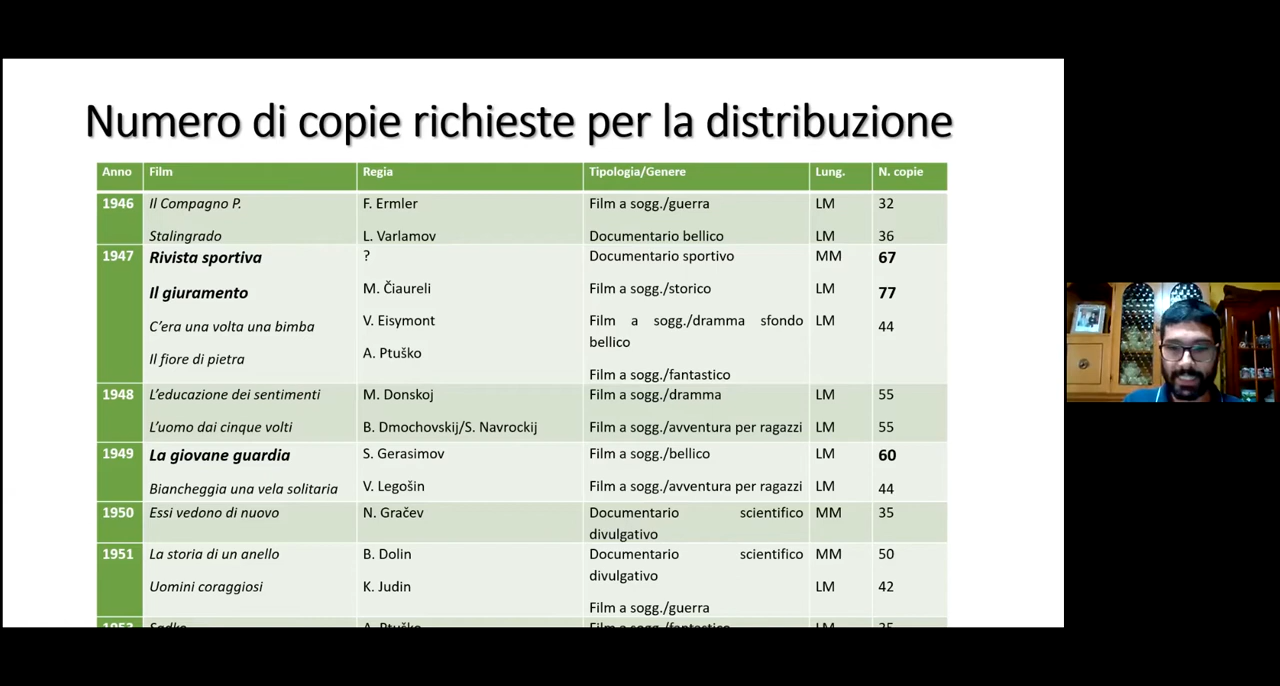 Numero di copie richieste per la distribuzione
Anno Film Regia Tipologia/Genere Lung. N. copie
1946 Il Compagno P. F. Ermler Film a sogg./guerra LM 32
Stalingrado L. Varlamov Documentario bellico LM 36
1947 Rivista sportiva ? Documentario sportivo MM 67
Il giuramento M. Čiaureli Film a sogg./storico LM 77
C'era una volta una bimba V. Eisymont Film a sogg./dramma sfondo LM 44
bellico
Il fiore di pietra A. Ptuško
Film a sogg./fantastico
1948 L'educazione dei sentimenti M. Donskoj Film a sogg./dramma LM 55
L'uomo dai cinque volti B. Dmochovskij/S. Navrockij Film a sogg./avventura per ragazzi LM 55
1949 La giovane guardia S. Gerasimov Film a sogg./bellico LM 60
Biancheggia una vela solitaria V. Legošin Film a sogg./avventura per ragazzi LM 44
1950 Essi vedono di nuovo N. Gračev Documentario scientifico MM 35
divulgativo
1951 La storia di un anello B. Dolin Documentario scientifico MM 50
divulgativo
Uomini coraggiosi K. Judin LM 42
Film a sogg./guerra
Sadko A. Ptuško Film a sogg./fantastico LM